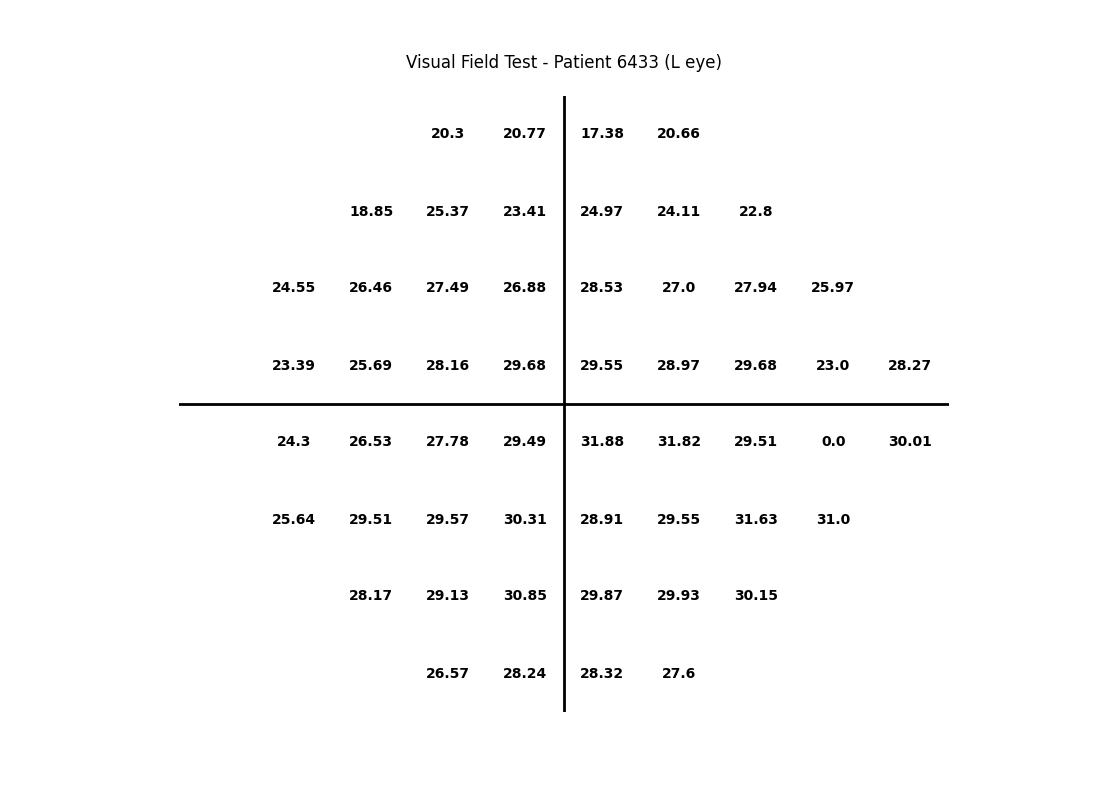 Visual Field Test - Patient 6433 (L eye)
20.3 20.77 17.38 20.66
18.85 25.37 23.41 24.97 24.11 22.8
24.55 26.46 27.49 26.88 28.53 27.0 27.94 25.97
23.39 25.69 28.16 29.68 29.55 28.97 29.68 23.0 28.27
24.3 26.53 27.78 29.49 31.88 31.82 29.51 0.0 30.01
25.64 29.51 29.57 30.31 28.91 29.55 31.63 31.0
28.17 29.13 30.85 29.87 29.93 30.15
26.57 28.24 28.32 27.6